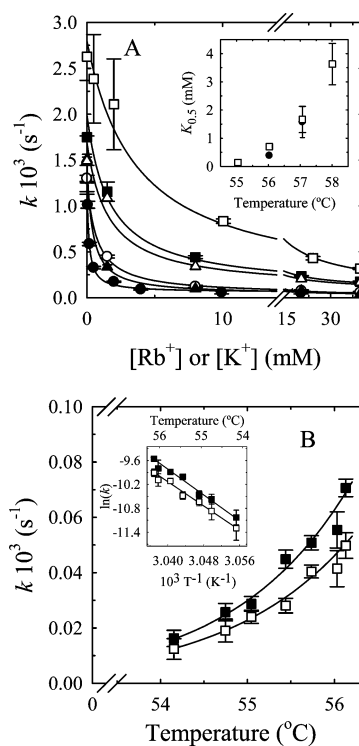 A
k 10³ (s⁻¹)
3.0
2.5
2.0
1.5
1.0
0.5
0.0
K₀.₅ (mM)
5
4
3
2
1
0
55 56 57 58
Temperature (°C)
0 10 15 30
[Rb⁺] or [K⁺] (mM)
B
k 10³ (s⁻¹)
0.10
0.08
0.06
0.04
0.02
0.00
Temperature (°C)
56 55 54
ln(k)
-9.6
-10.2
-10.8
-11.4
3.040 3.048 3.056
10³ T⁻¹ (K⁻¹)
0 54 55 56
Temperature (°C)